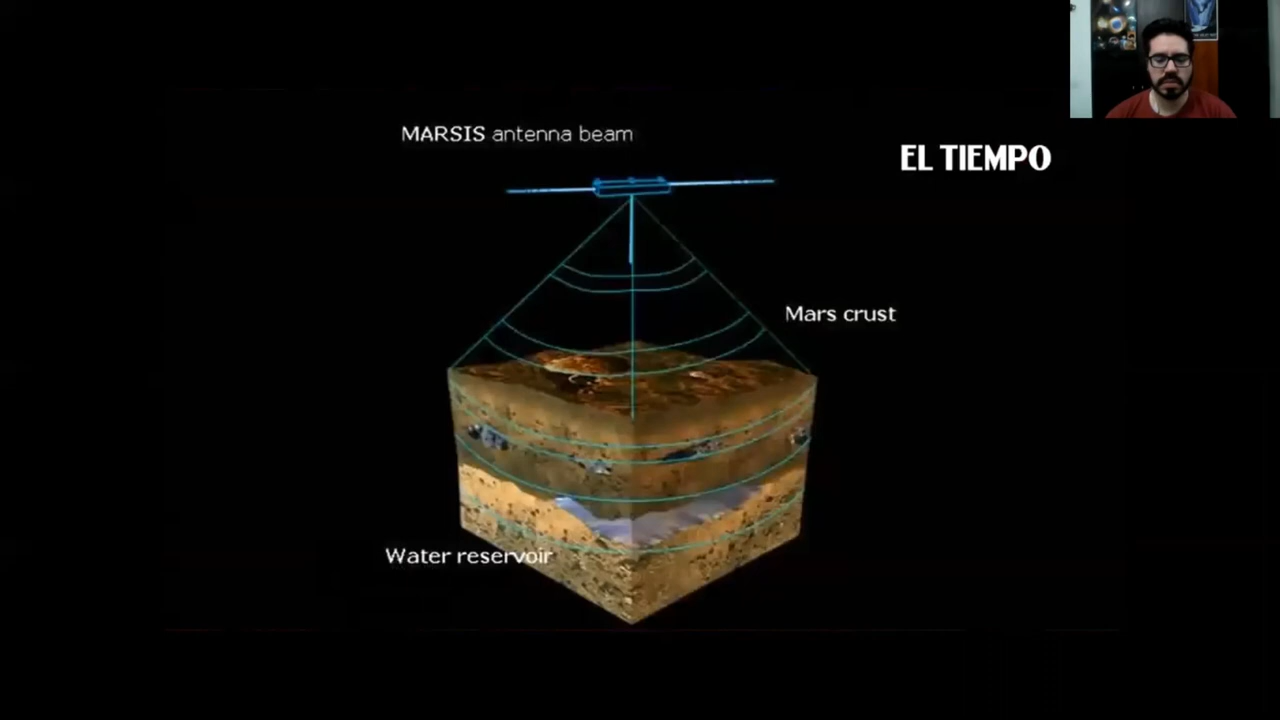 MARSIS antenna beam
EL TIEMPO
Mars crust
Water reservoir